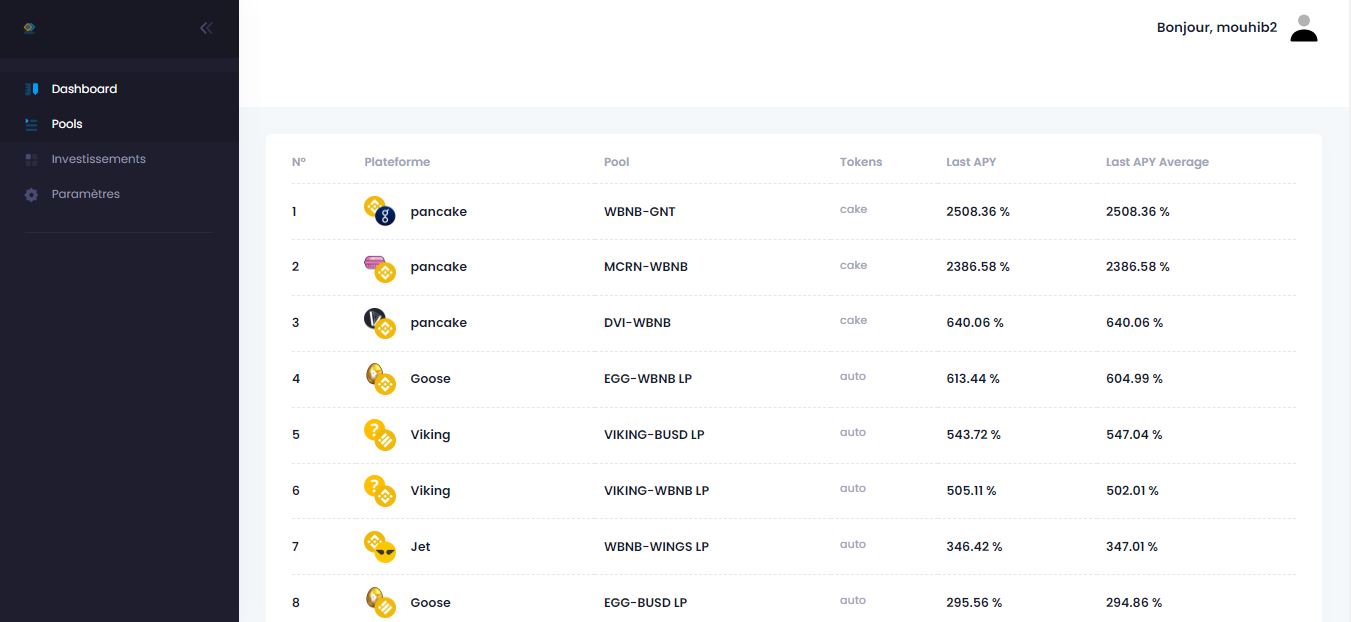 Bonjour, mouhib2
Dashboard
Pools
Investissements
Paramètres
N° Plateforme Pool Tokens Last APY Last APY Average
1 pancake WBNB-GNT cake 2508.36 % 2508.36 %
2 pancake MCRN-WBNB cake 2386.58 % 2386.58 %
3 pancake DVI-WBNB cake 640.06 % 640.06 %
4 Goose EGG-WBNB LP auto 613.44 % 604.99 %
5 Viking VIKING-BUSD LP auto 543.72 % 547.04 %
6 Viking VIKING-WBNB LP auto 505.11 % 502.01 %
7 Jet WBNB-WINGS LP auto 346.42 % 347.01 %
8 Goose EGG-BUSD LP auto 295.56 % 294.86 %